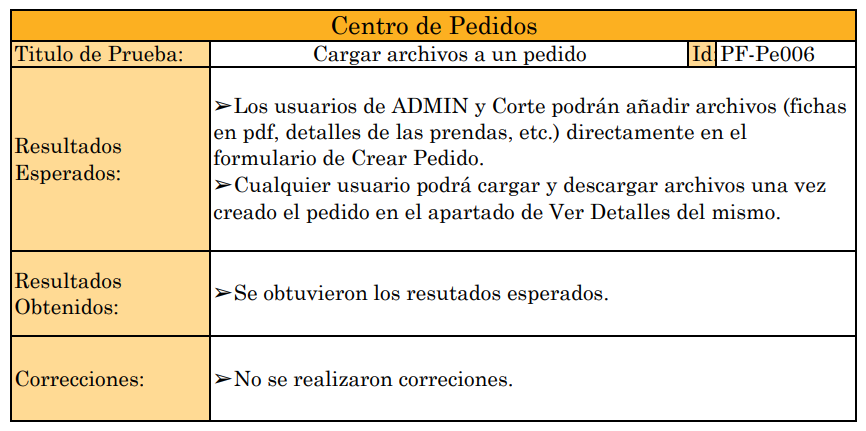 Centro de Pedidos
Titulo de Prueba: Cargar archivos a un pedido Id: PF-Pe006
Resultados
Esperados:
➢Los usuarios de ADMIN y Corte podrán añadir archivos (fichas
en pdf, detalles de las prendas, etc.) directamente en el
formulario de Crear Pedido.
➢Cualquier usuario podrá cargar y descargar archivos una vez
creado el pedido en el apartado de Ver Detalles del mismo.
Resultados
Obtenidos:
➢Se obtuvieron los resutados esperados.
Correcciones:
➢No se realizaron correciones.